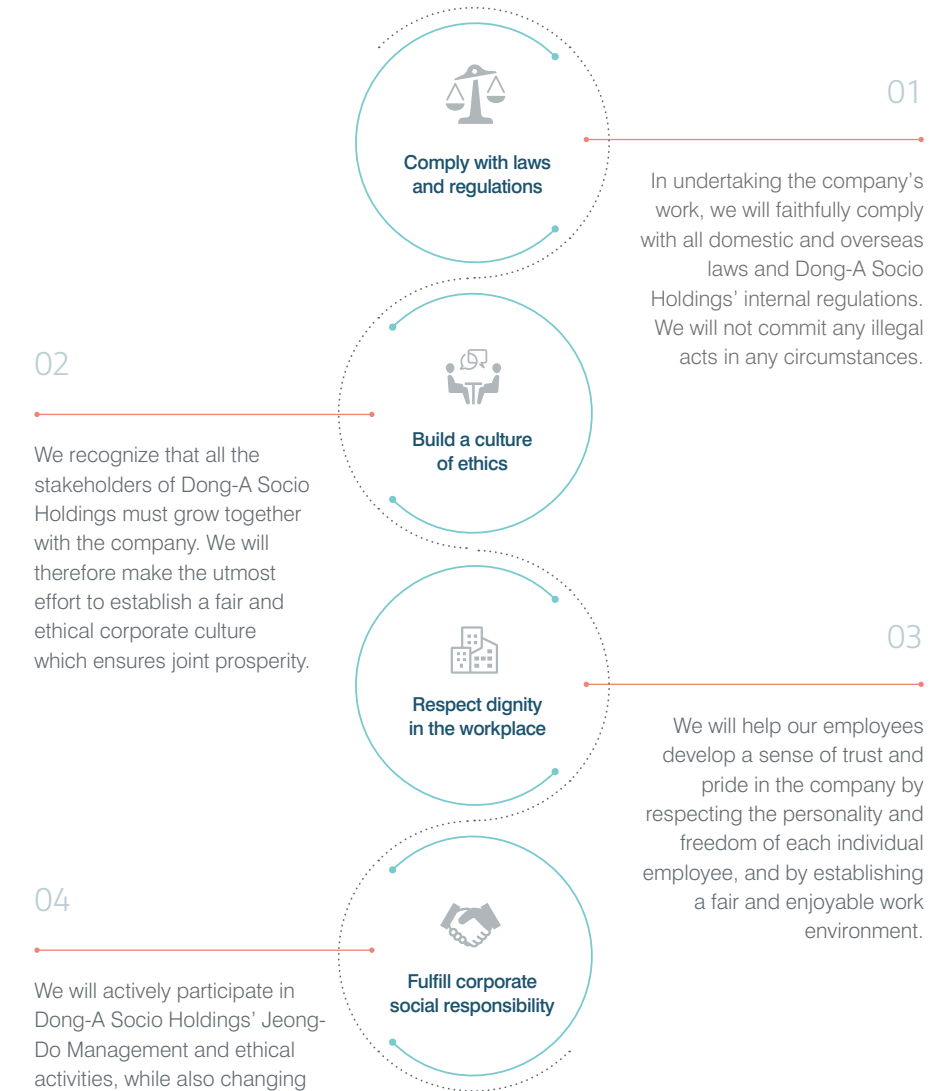 Comply with laws
and regulations
01
In undertaking the company's
work, we will faithfully comply
with all domestic and overseas
laws and Dong-A Socio
Holdings' internal regulations.
We will not commit any illegal
acts in any circumstances.
02
Build a culture
of ethics
We recognize that all the
stakeholders of Dong-A Socio
Holdings must grow together
with the company. We will
therefore make the utmost
effort to establish a fair and
ethical corporate culture
which ensures joint prosperity.
03
Respect dignity
in the workplace
We will help our employees
develop a sense of trust and
pride in the company by
respecting the personality and
freedom of each individual
employee, and by establishing
a fair and enjoyable work
environment.
04
Fulfill corporate
social responsibility
We will actively participate in
Dong-A Socio Holdings' Jeong-
Do Management and ethical
activities, while also changing